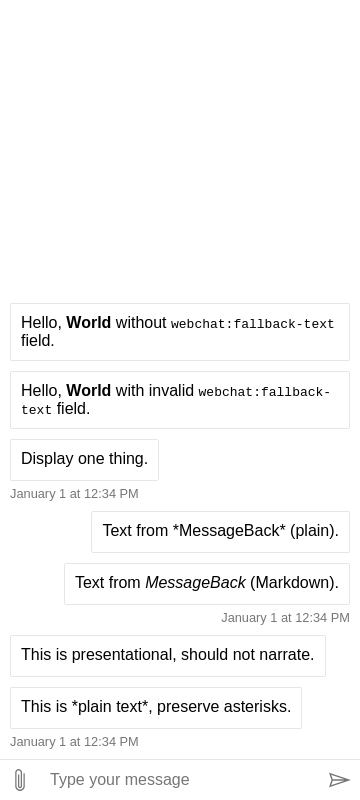 Hello, World without webchat:fallback-text
field.
Hello, World with invalid webchat:fallback-
text field.
Display one thing.
January 1 at 12:34 PM
Text from *MessageBack* (plain).
Text from MessageBack (Markdown).
January 1 at 12:34 PM
This is presentational, should not narrate.
This is *plain text*, preserve asterisks.
January 1 at 12:34 PM
Type your message